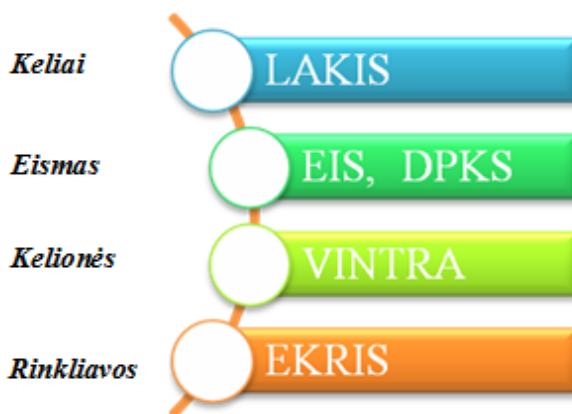 Keliai LAKIS
Eismas EIS, DPKS
Kelionės VINTRA
Rinkliavos EKRIS